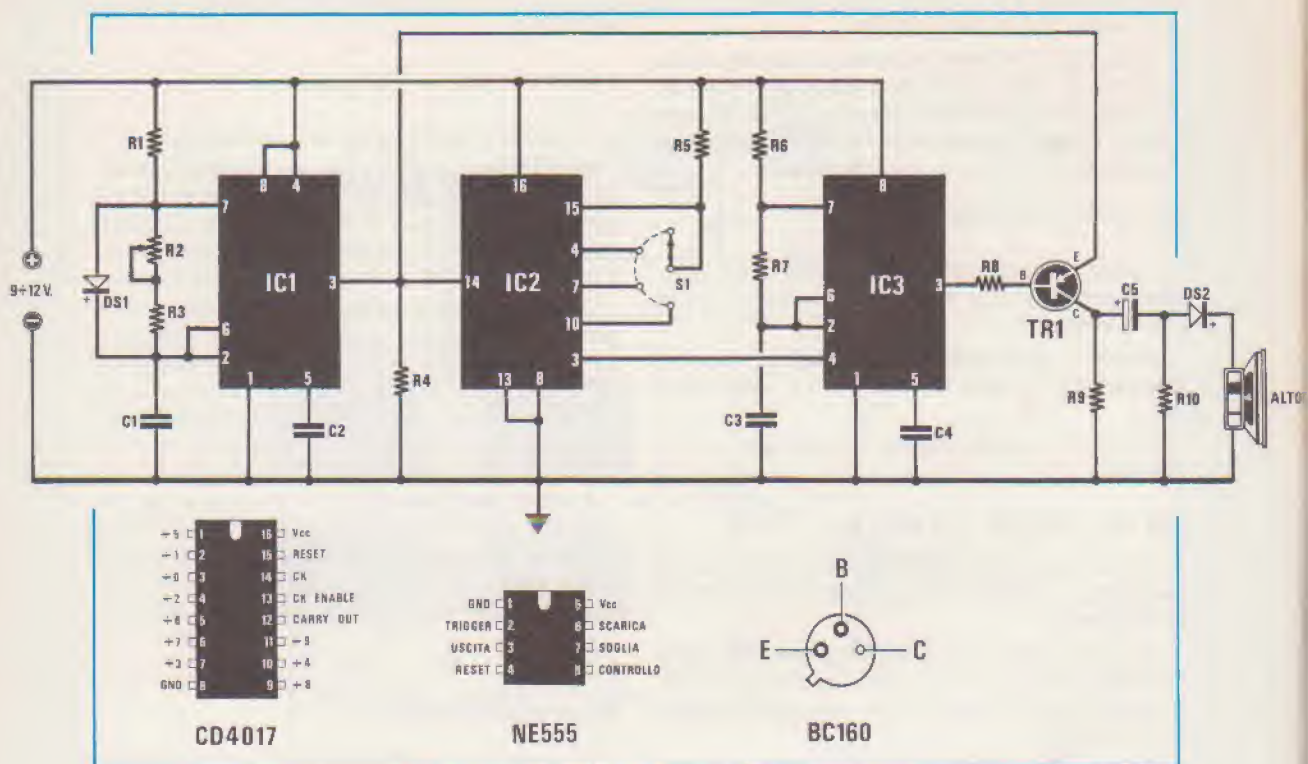 R1
8 4
16
R5
R6
8
7
15
7
R2
4
S1
R7
9÷12V.
DS1
IC1
3
14
IC2
7
IC3
3
R8
B
E
C
TR1
C5
DS2
R3
6
2
10
6
2
3
4
1 5
R4
13 8
1 5
C1
C2
C3
C4
R9
R10
ALTO
÷5 1 16 Vcc
÷1 2 15 RESET
÷0 3 14 CK
÷2 4 13 CK ENABLE
÷6 5 12 CARRY OUT
÷7 6 11 ÷9
÷3 7 10 ÷4
GND 8 9 ÷8
CD4017
GND 1 5 Vcc
TRIGGER 2 6 SCARICA
USCITA 3 7 SOGLIA
RESET 4 8 CONTROLLO
NE555
B
E C
BC160